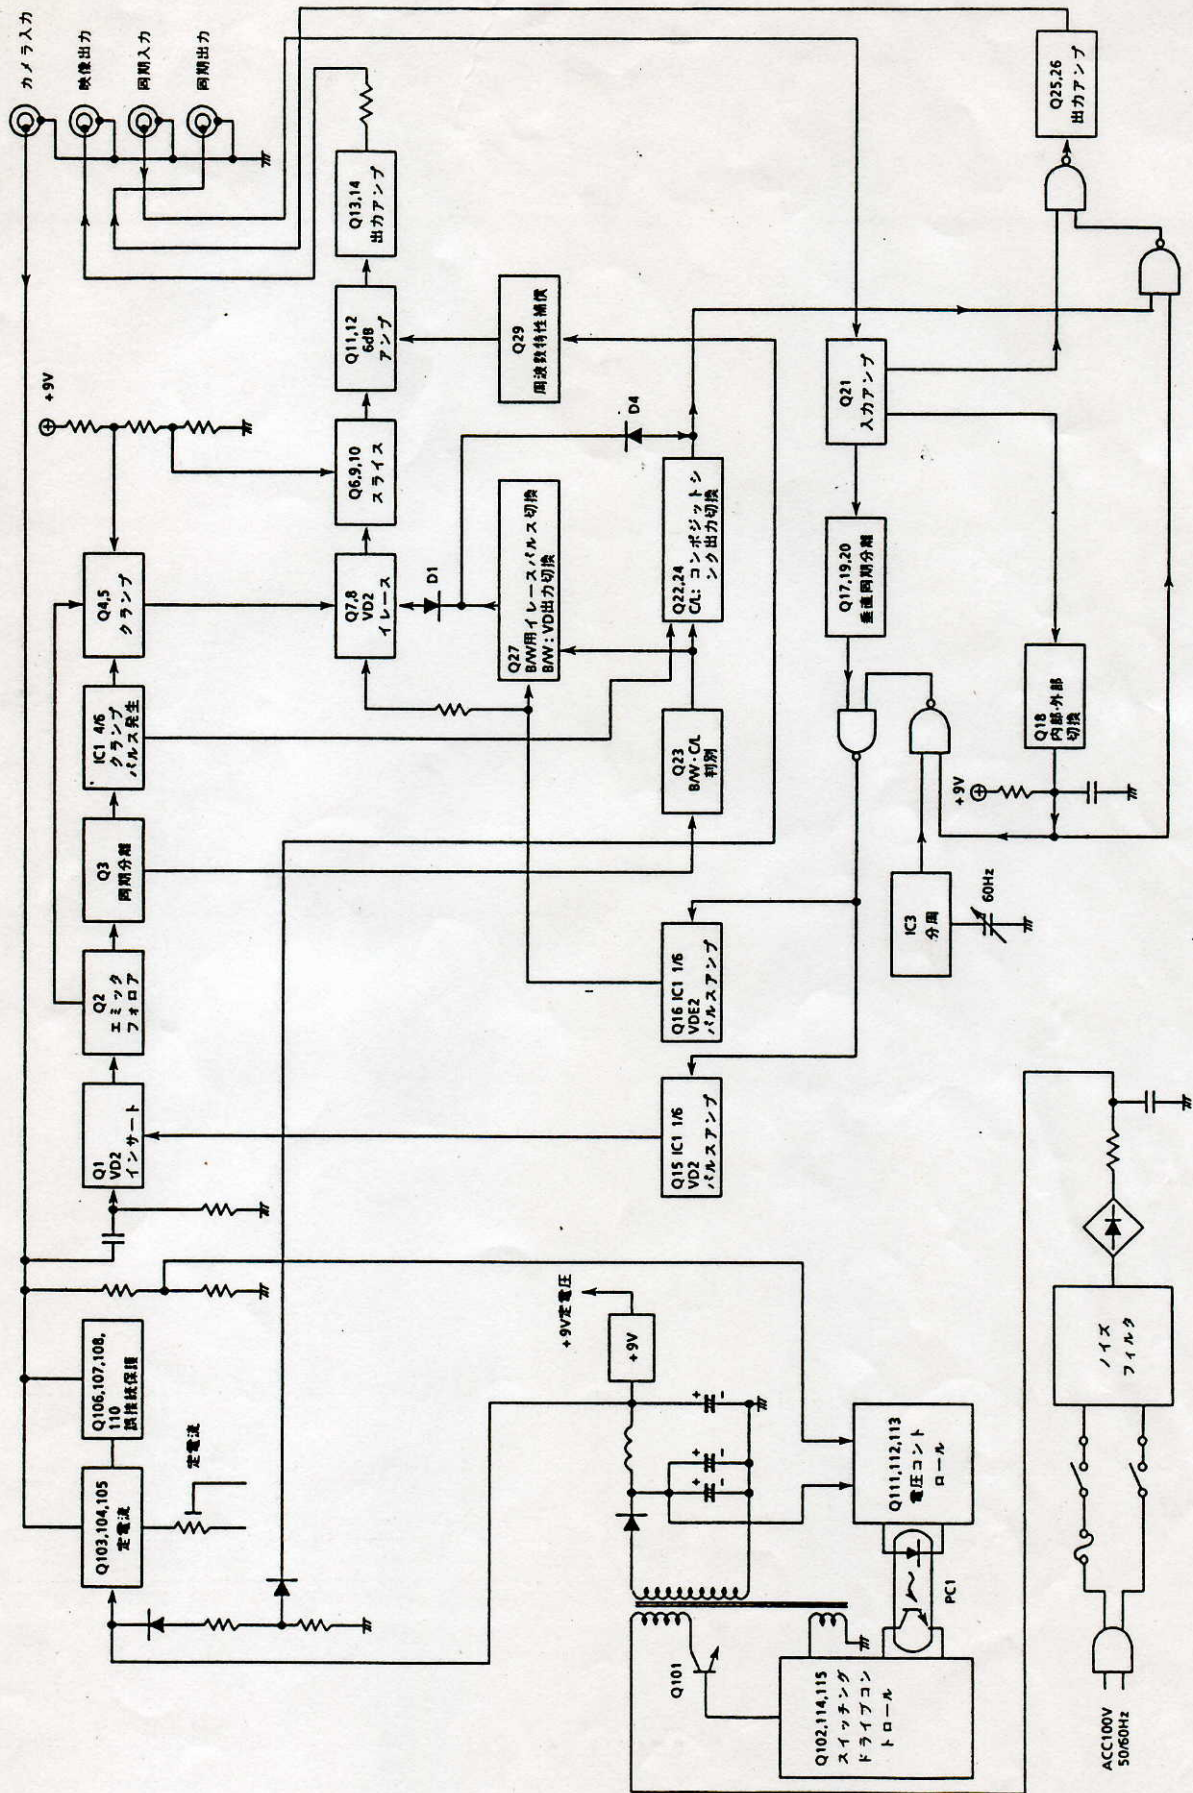 カメラ入力
映像出力
同期入力
同期出力
Q103,104,105
定電流
Q106,107,108,
110
誤接続保護
定電流
Q1
VD2
インサート
Q2
エミッタ
フォロア
Q3
同期分離
IC1 4/6
クランプ
パルス発生
Q4,5
クランプ
+9V
Q7,8
VD2
イレース
Q6,9,10
スライス
Q11,12
6dB
アンプ
Q13,14
出力アンプ
D1
Q27
B/W用イレースパルス切換
B/W:VD出力切換
Q29
周波数特性補償
D4
Q23
B/W・C/L
判別
Q22,24
C/L:コンポジットシ
ンク出力切換
Q15 IC1 1/6
VD2
パルスアンプ
Q16 IC1 1/6
VDE2
パルスアンプ
Q17,19,20
垂直同期分離
Q21
入力アンプ
Q25,26
出力アンプ
IC3
分周
60Hz
+9V
Q18
内部・外部
切換
+9V定電圧
+9V
Q101
Q102,114,115
スイッチング
ドライブコン
トロール
PC1
Q111,112,113
電圧コント
ロール
ACC100V
50/60Hz
ノイズ
フィルタ